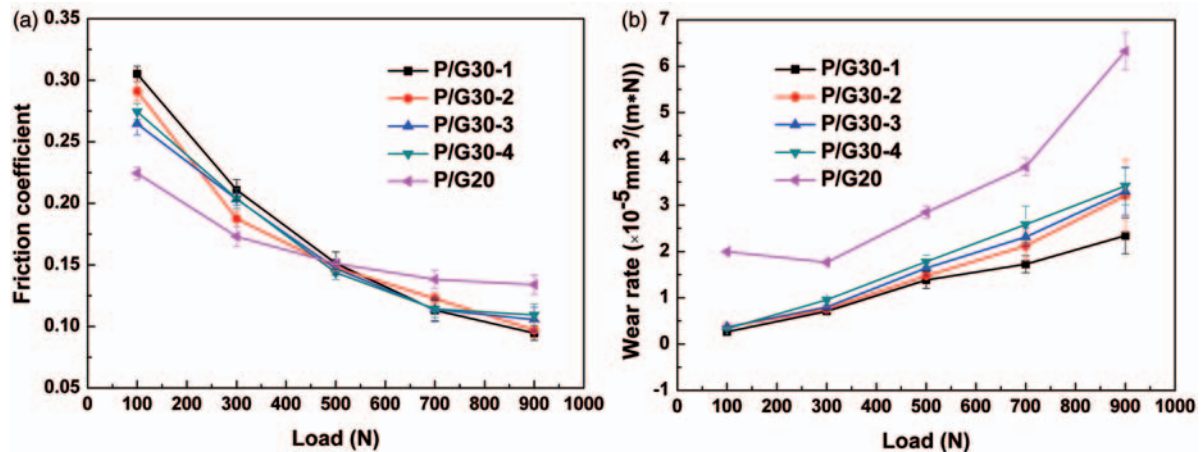 (a)
0.35
0.30
0.25
0.20
0.15
0.10
0.05
Friction coefficient
P/G30-1
P/G30-2
P/G30-3
P/G30-4
P/G20
0 100 200 300 400 500 600 700 800 900 1000
Load (N)
(b)
7
6
5
4
3
2
1
0
-1
Wear rate (×10⁻⁵mm³/(m*N))
P/G30-1
P/G30-2
P/G30-3
P/G30-4
P/G20
0 100 200 300 400 500 600 700 800 900 1000
Load (N)